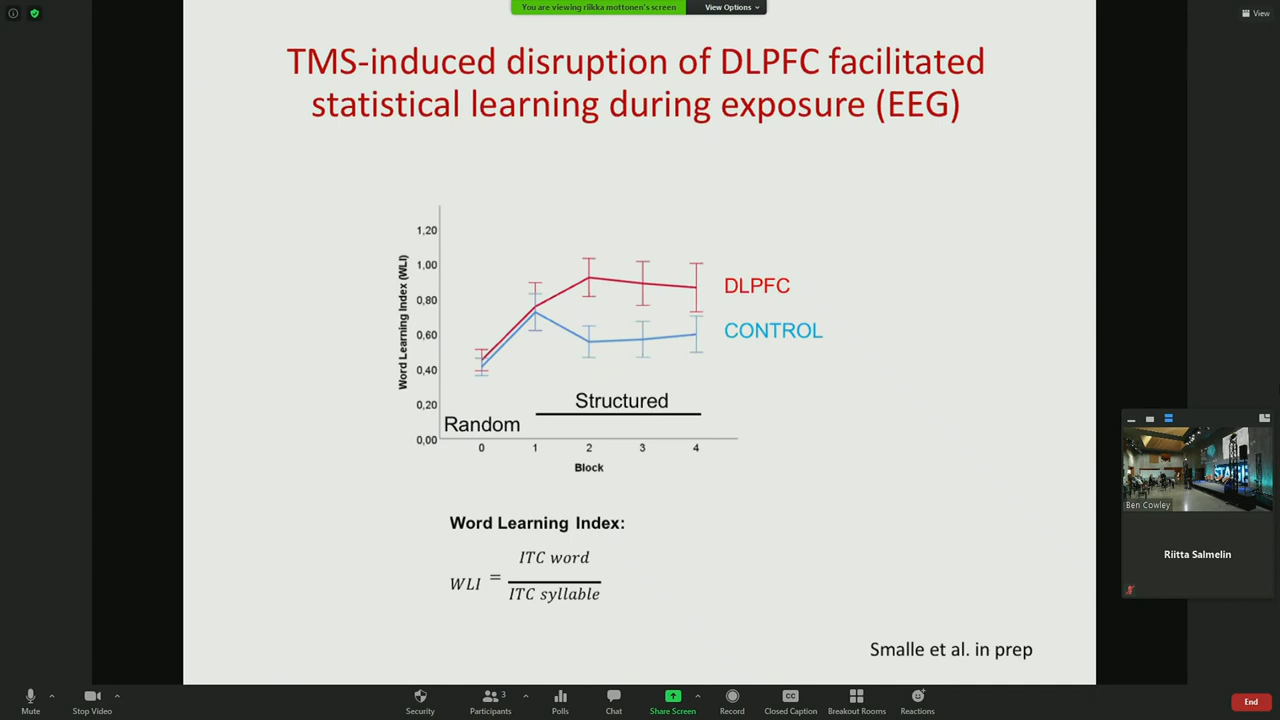 You are viewing riikka mottonen's screen
View Options
View
TMS-induced disruption of DLPFC facilitated
statistical learning during exposure (EEG)
Word Learning Index (WLI)
1,20
1,00
0,80
0,60
0,40
0,20
0,00
DLPFC
CONTROL
Structured
Random
0 1 2 3 4
Block
Word Learning Index:
WLI = ITC word
ITC syllable
Smalle et al. in prep
Ben Cowley
Riitta Salmelin
Mute
Stop Video
Security
Participants
3
Polls
Chat
Share Screen
Record
CC
Closed Caption
Breakout Rooms
Reactions
End